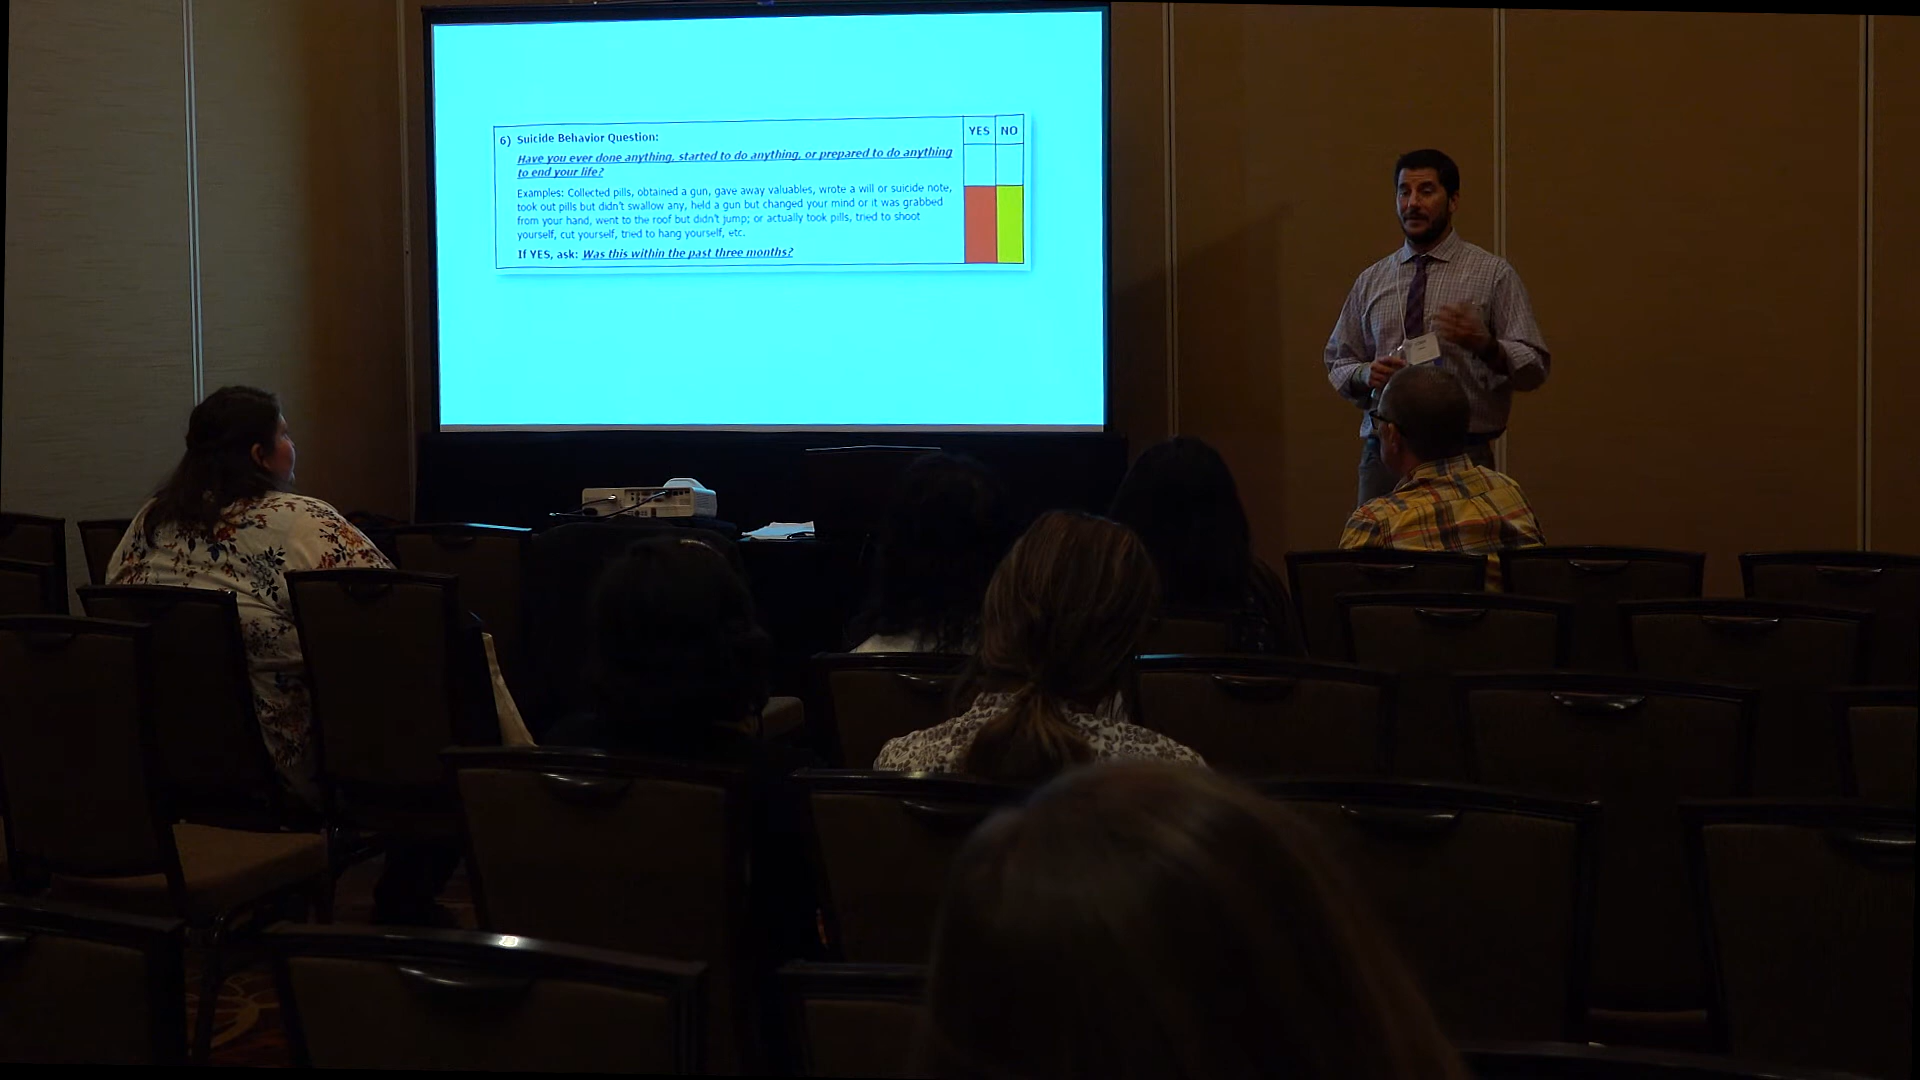 6) Suicide Behavior Question:
YES NO
Have you ever done anything, started to do anything, or prepared to do anything
to end your life?
Examples: Collected pills, obtained a gun, gave away valuables, wrote a will or suicide note,
took out pills but didn't swallow any, held a gun but changed your mind or it was grabbed
from your hand, went to the roof but didn't jump; or actually took pills, tried to shoot
yourself, cut yourself, tried to hang yourself, etc.
If YES, ask: Was this within the past three months?